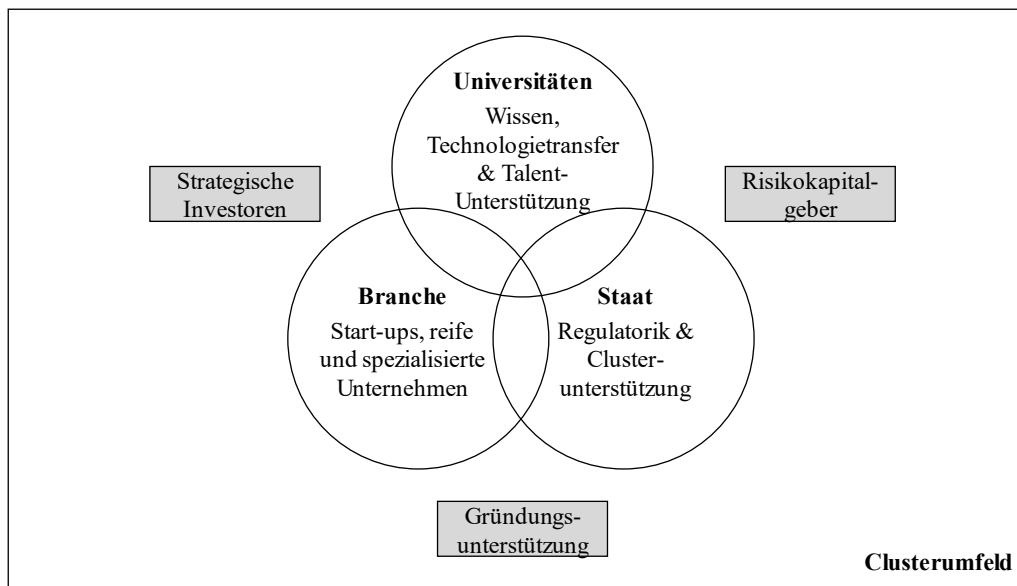 Universitäten
Wissen,
Technologietransfer
& Talent-
Unterstützung
Strategische
Investoren
Risikokapital-
geber
Branche
Start-ups, reife
und spezialisierte
Unternehmen
Staat
Regulatorik &
Cluster-
unterstützung
Gründungs-
unterstützung
Clusterumfeld